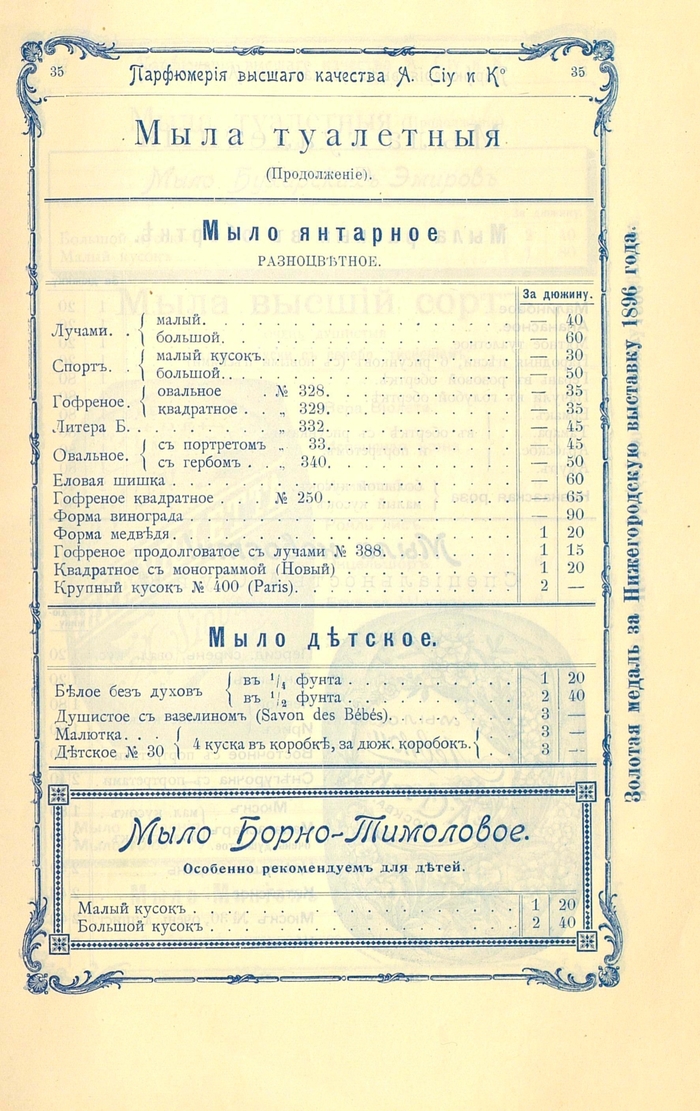 35 Парфюмерія высшаго качества А. Сіу и К° 35
Мыла туалетныя
(Продолженіе).
Мыло янтарное
РАЗНОЦВѢТНОЕ.
За дюжину.
Лучами. . { малый. — 40
большой. — 60
Спортъ. . { малый кусокъ. — 30
большой. . — 50
Гофреное. { овальное . № 328. — 35
квадратное . „ 329. — 35
Литера Б. „ 332. — 45
Овальное. { съ портретомъ „ 33. — 45
съ гербомъ . „ 340. — 50
Еловая шишка — 60
Гофреное квадратное . . № 250. — 65
Форма винограда — 90
Форма медвѣдя. 1 20
Гофреное продолговатое съ лучами № 388. 1 15
Квадратное съ монограммой (Новый) 1 20
Крупный кусокъ № 400 (Paris). 2 —
Мыло дѣтское.
Бѣлое безъ духовъ { въ 1/4 фунта 1 20
въ 1/2 фунта 2 40
Душистое съ вазелиномъ (Savon des Bébés). 3 —
Малютка. . { 4 куска въ коробкѣ, за дюж. коробокъ. { 3 —
Дѣтское № 30 3 —
Мыло Борно-Тимоловое.
Особенно рекомендуемъ для дѣтей.
Малый кусокъ 1 20
Большой кусокъ 2 40
Золотая медаль за Нижегородскую выставку 1896 года.